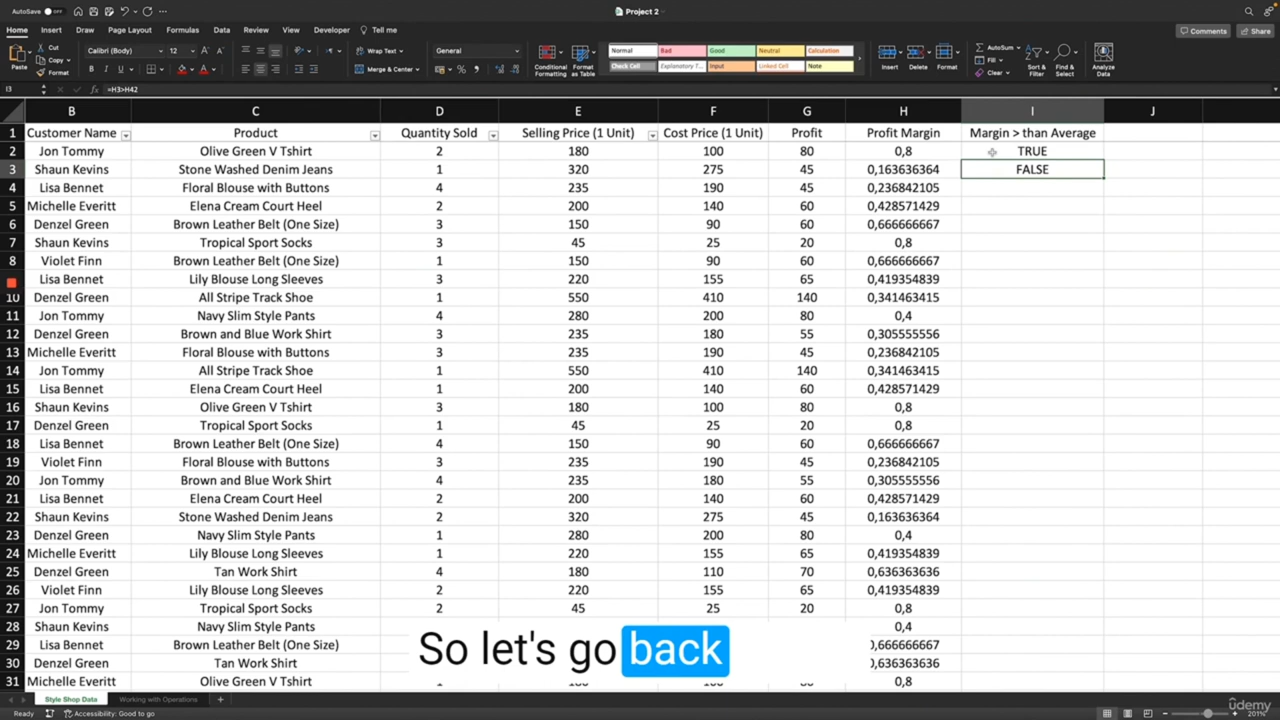 AutoSave OFF Project 2
Home Insert Draw Page Layout Formulas Data Review View Developer Tell me Comments Share
Paste Cut Copy Format Calibri (Body) 12 B Wrap Text Merge & Center General Conditional Formatting Format as Table Normal Bad Good Neutral Calculation Check Cell Explanatory T... Input Linked Cell Note Insert Delete Format AutoSum Fill Clear Sort & Filter Find & Select Analyze Data
I3 fx =H3>H42
B C D E F G H I J
1 Customer Name Product Quantity Sold Selling Price (1 Unit) Cost Price (1 Unit) Profit Profit Margin Margin > than Average
2 Jon Tommy Olive Green V Tshirt 2 180 100 80 0,8 TRUE
3 Shaun Kevins Stone Washed Denim Jeans 1 320 275 45 0,163636364 FALSE
4 Lisa Bennet Floral Blouse with Buttons 4 235 190 45 0,236842105
5 Michelle Everitt Elena Cream Court Heel 2 200 140 60 0,428571429
6 Denzel Green Brown Leather Belt (One Size) 3 150 90 60 0,666666667
7 Shaun Kevins Tropical Sport Socks 3 45 25 20 0,8
8 Violet Finn Brown Leather Belt (One Size) 1 150 90 60 0,666666667
Lisa Bennet Lily Blouse Long Sleeves 3 220 155 65 0,419354839
10 Denzel Green All Stripe Track Shoe 1 550 410 140 0,341463415
11 Jon Tommy Navy Slim Style Pants 4 280 200 80 0,4
12 Denzel Green Brown and Blue Work Shirt 3 235 180 55 0,305555556
13 Michelle Everitt Floral Blouse with Buttons 3 235 190 45 0,236842105
14 Jon Tommy All Stripe Track Shoe 1 550 410 140 0,341463415
15 Lisa Bennet Elena Cream Court Heel 1 200 140 60 0,428571429
16 Shaun Kevins Olive Green V Tshirt 3 180 100 80 0,8
17 Denzel Green Tropical Sport Socks 1 45 25 20 0,8
18 Lisa Bennet Brown Leather Belt (One Size) 4 150 90 60 0,666666667
19 Violet Finn Floral Blouse with Buttons 3 235 190 45 0,236842105
20 Jon Tommy Brown and Blue Work Shirt 4 235 180 55 0,305555556
21 Lisa Bennet Elena Cream Court Heel 2 200 140 60 0,428571429
22 Shaun Kevins Stone Washed Denim Jeans 2 320 275 45 0,163636364
23 Denzel Green Navy Slim Style Pants 1 280 200 80 0,4
24 Michelle Everitt Lily Blouse Long Sleeves 1 220 155 65 0,419354839
25 Denzel Green Tan Work Shirt 4 180 110 70 0,636363636
26 Violet Finn Lily Blouse Long Sleeves 2 220 155 65 0,419354839
27 Jon Tommy Tropical Sport Socks 2 45 25 20 0,8
28 Shaun Kevins Navy Slim Style Pants 0,4
29 Lisa Bennet Brown Leather Belt (One Size) ,666666667
30 Denzel Green Tan Work Shirt ,636363636
31 Michelle Everitt Olive Green V Tshirt 0,8
So let's go back
Style Shop Data Working with Operations +
Ready Accessibility: Good to go 201%
udemy